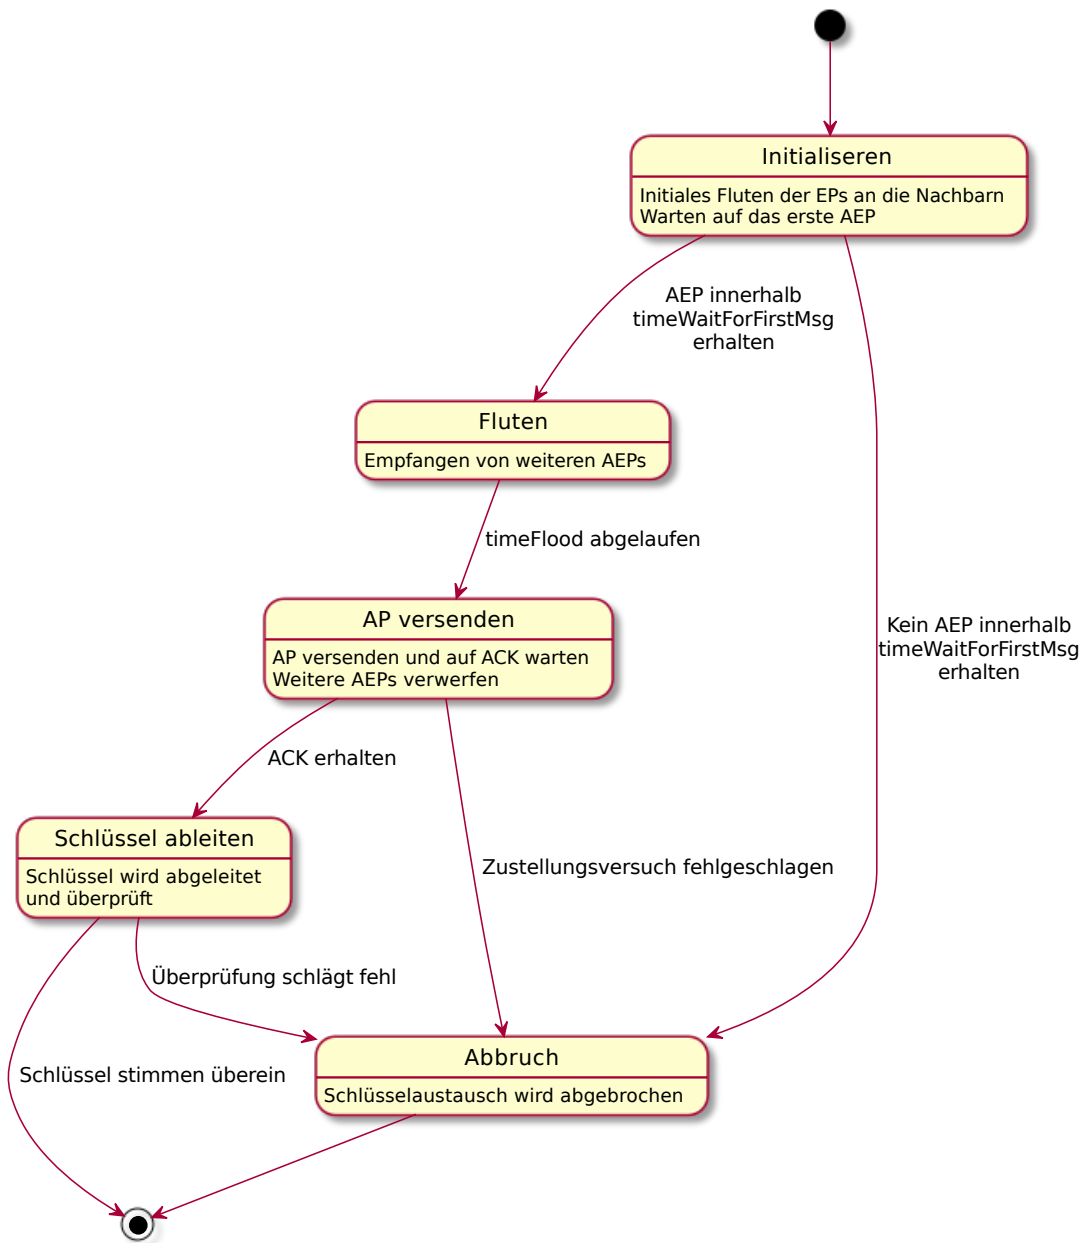 Initialiseren
Initiales Fluten der EPs an die Nachbarn
Warten auf das erste AEP
AEP innerhalb
timeWaitForFirstMsg
erhalten
Fluten
Empfangen von weiteren AEPs
timeFlood abgelaufen
AP versenden
AP versenden und auf ACK warten
Weitere AEPs verwerfen
Kein AEP innerhalb
timeWaitForFirstMsg
erhalten
ACK erhalten
Schlüssel ableiten
Schlüssel wird abgeleitet
und überprüft
Zustellungsversuch fehlgeschlagen
Überprüfung schlägt fehl
Schlüssel stimmen überein
Abbruch
Schlüsselaustausch wird abgebrochen